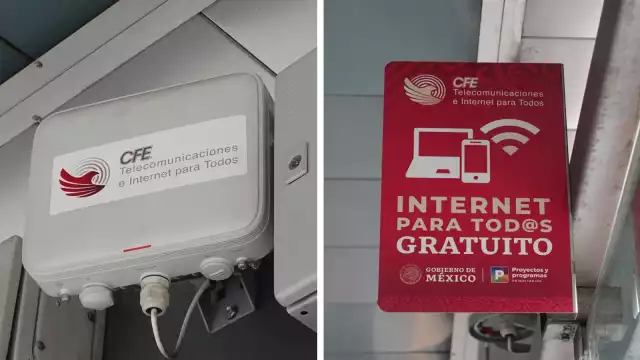 CFE
Telecomunicaciones
e Internet para Todos
CFE
Telecomunicaciones
e Internet para Todos
INTERNET
PARA TOD@S
GRATUITO
GOBIERNO DE
MÉXICO
P
Proyectos y
programas